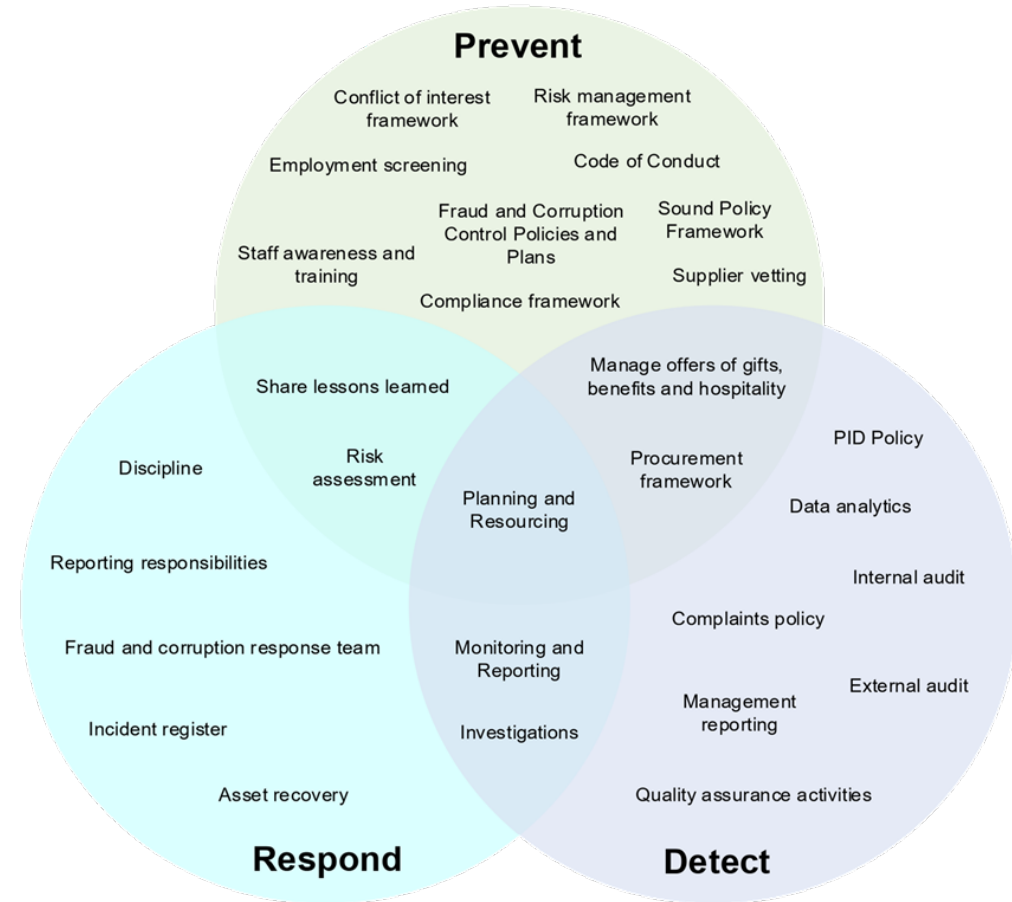 Prevent
Conflict of interest
framework
Risk management
framework
Employment screening
Code of Conduct
Fraud and Corruption
Control Policies and
Plans
Sound Policy
Framework
Staff awareness and
training
Supplier vetting
Compliance framework
Share lessons learned
Manage offers of gifts,
benefits and hospitality
Risk
assessment
Procurement
framework
Planning and
Resourcing
Discipline
Reporting responsibilities
Fraud and corruption response team
Incident register
Asset recovery
Monitoring and
Reporting
Investigations
PID Policy
Data analytics
Internal audit
Complaints policy
External audit
Management
reporting
Quality assurance activities
Respond
Detect